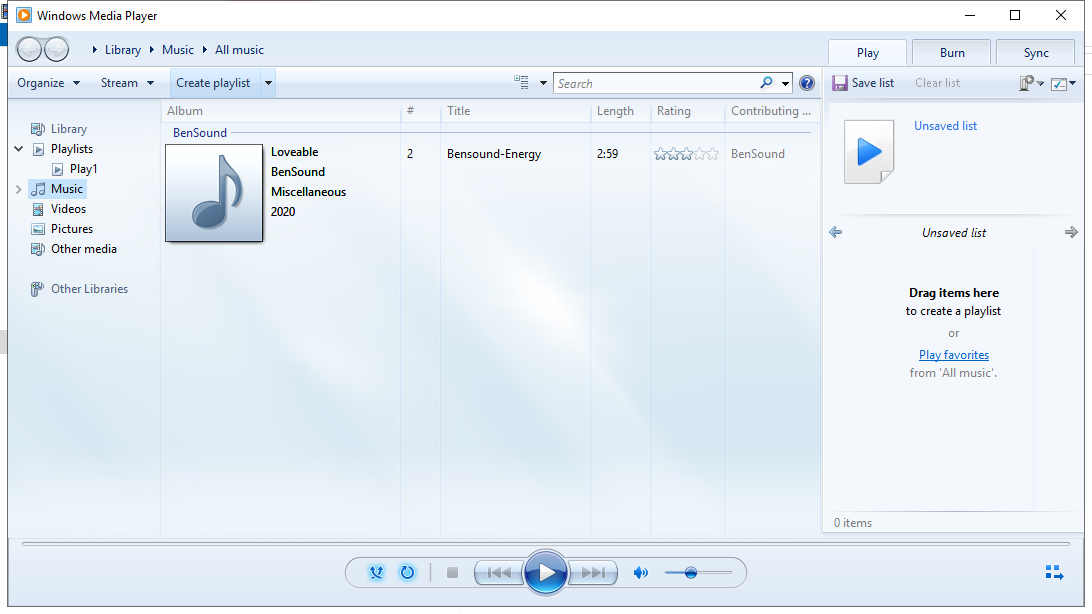 Windows Media Player
Library Music All music
Play Burn Sync
Organize Stream Create playlist Search Save list Clear list
Album # Title Length Rating Contributing ...
Unsaved list
Library
Playlists
Play1
Music
Videos
Pictures
Other media
Other Libraries
BenSound
Loveable
BenSound
Miscellaneous
2020
2 Bensound-Energy 2:59 BenSound
Unsaved list
Drag items here
to create a playlist
or
Play favorites
from 'All music'.
0 items